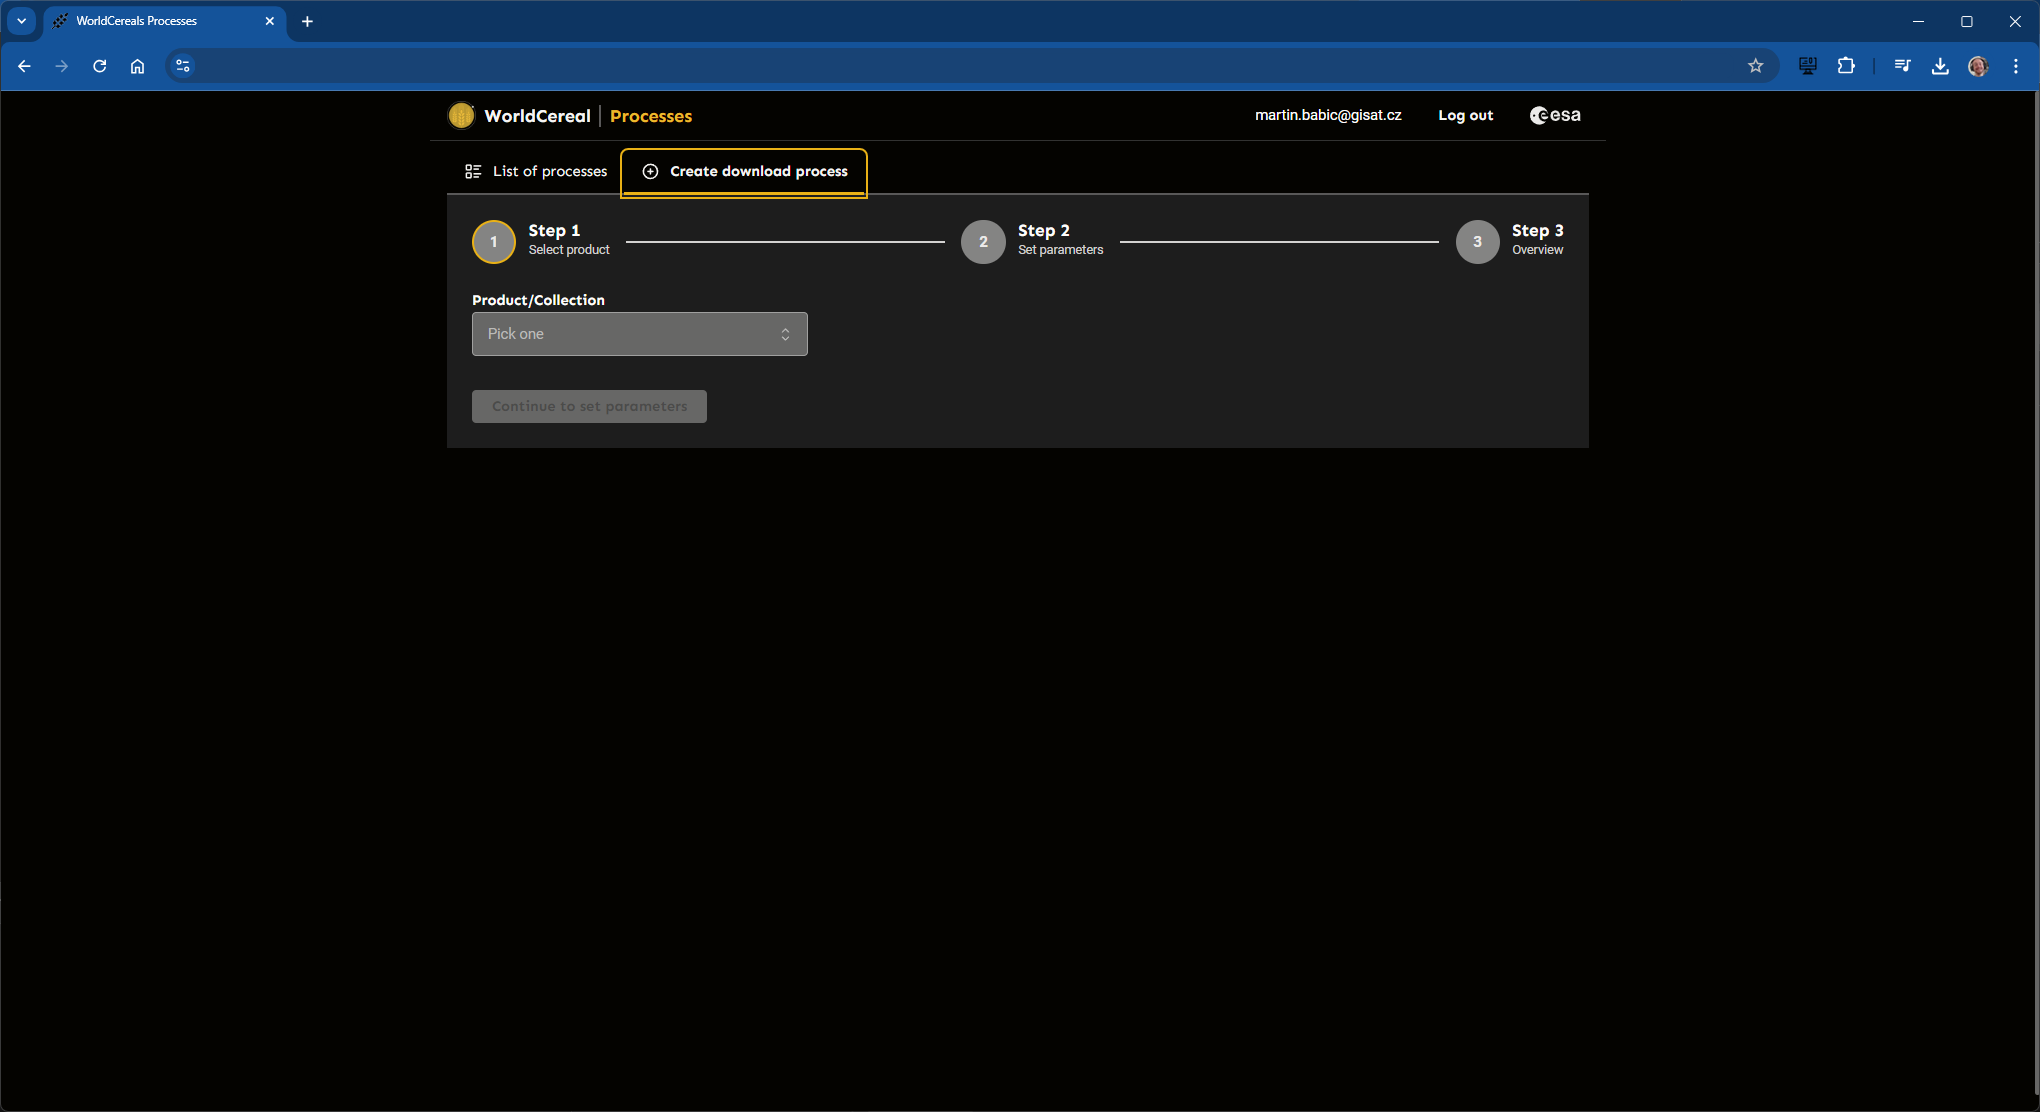 WorldCereals Processes
WorldCereal | Processes
martin.babic@gisat.cz
Log out
esa
List of processes
Create download process
1
Step 1
Select product
2
Step 2
Set parameters
3
Step 3
Overview
Product/Collection
Pick one
Continue to set parameters